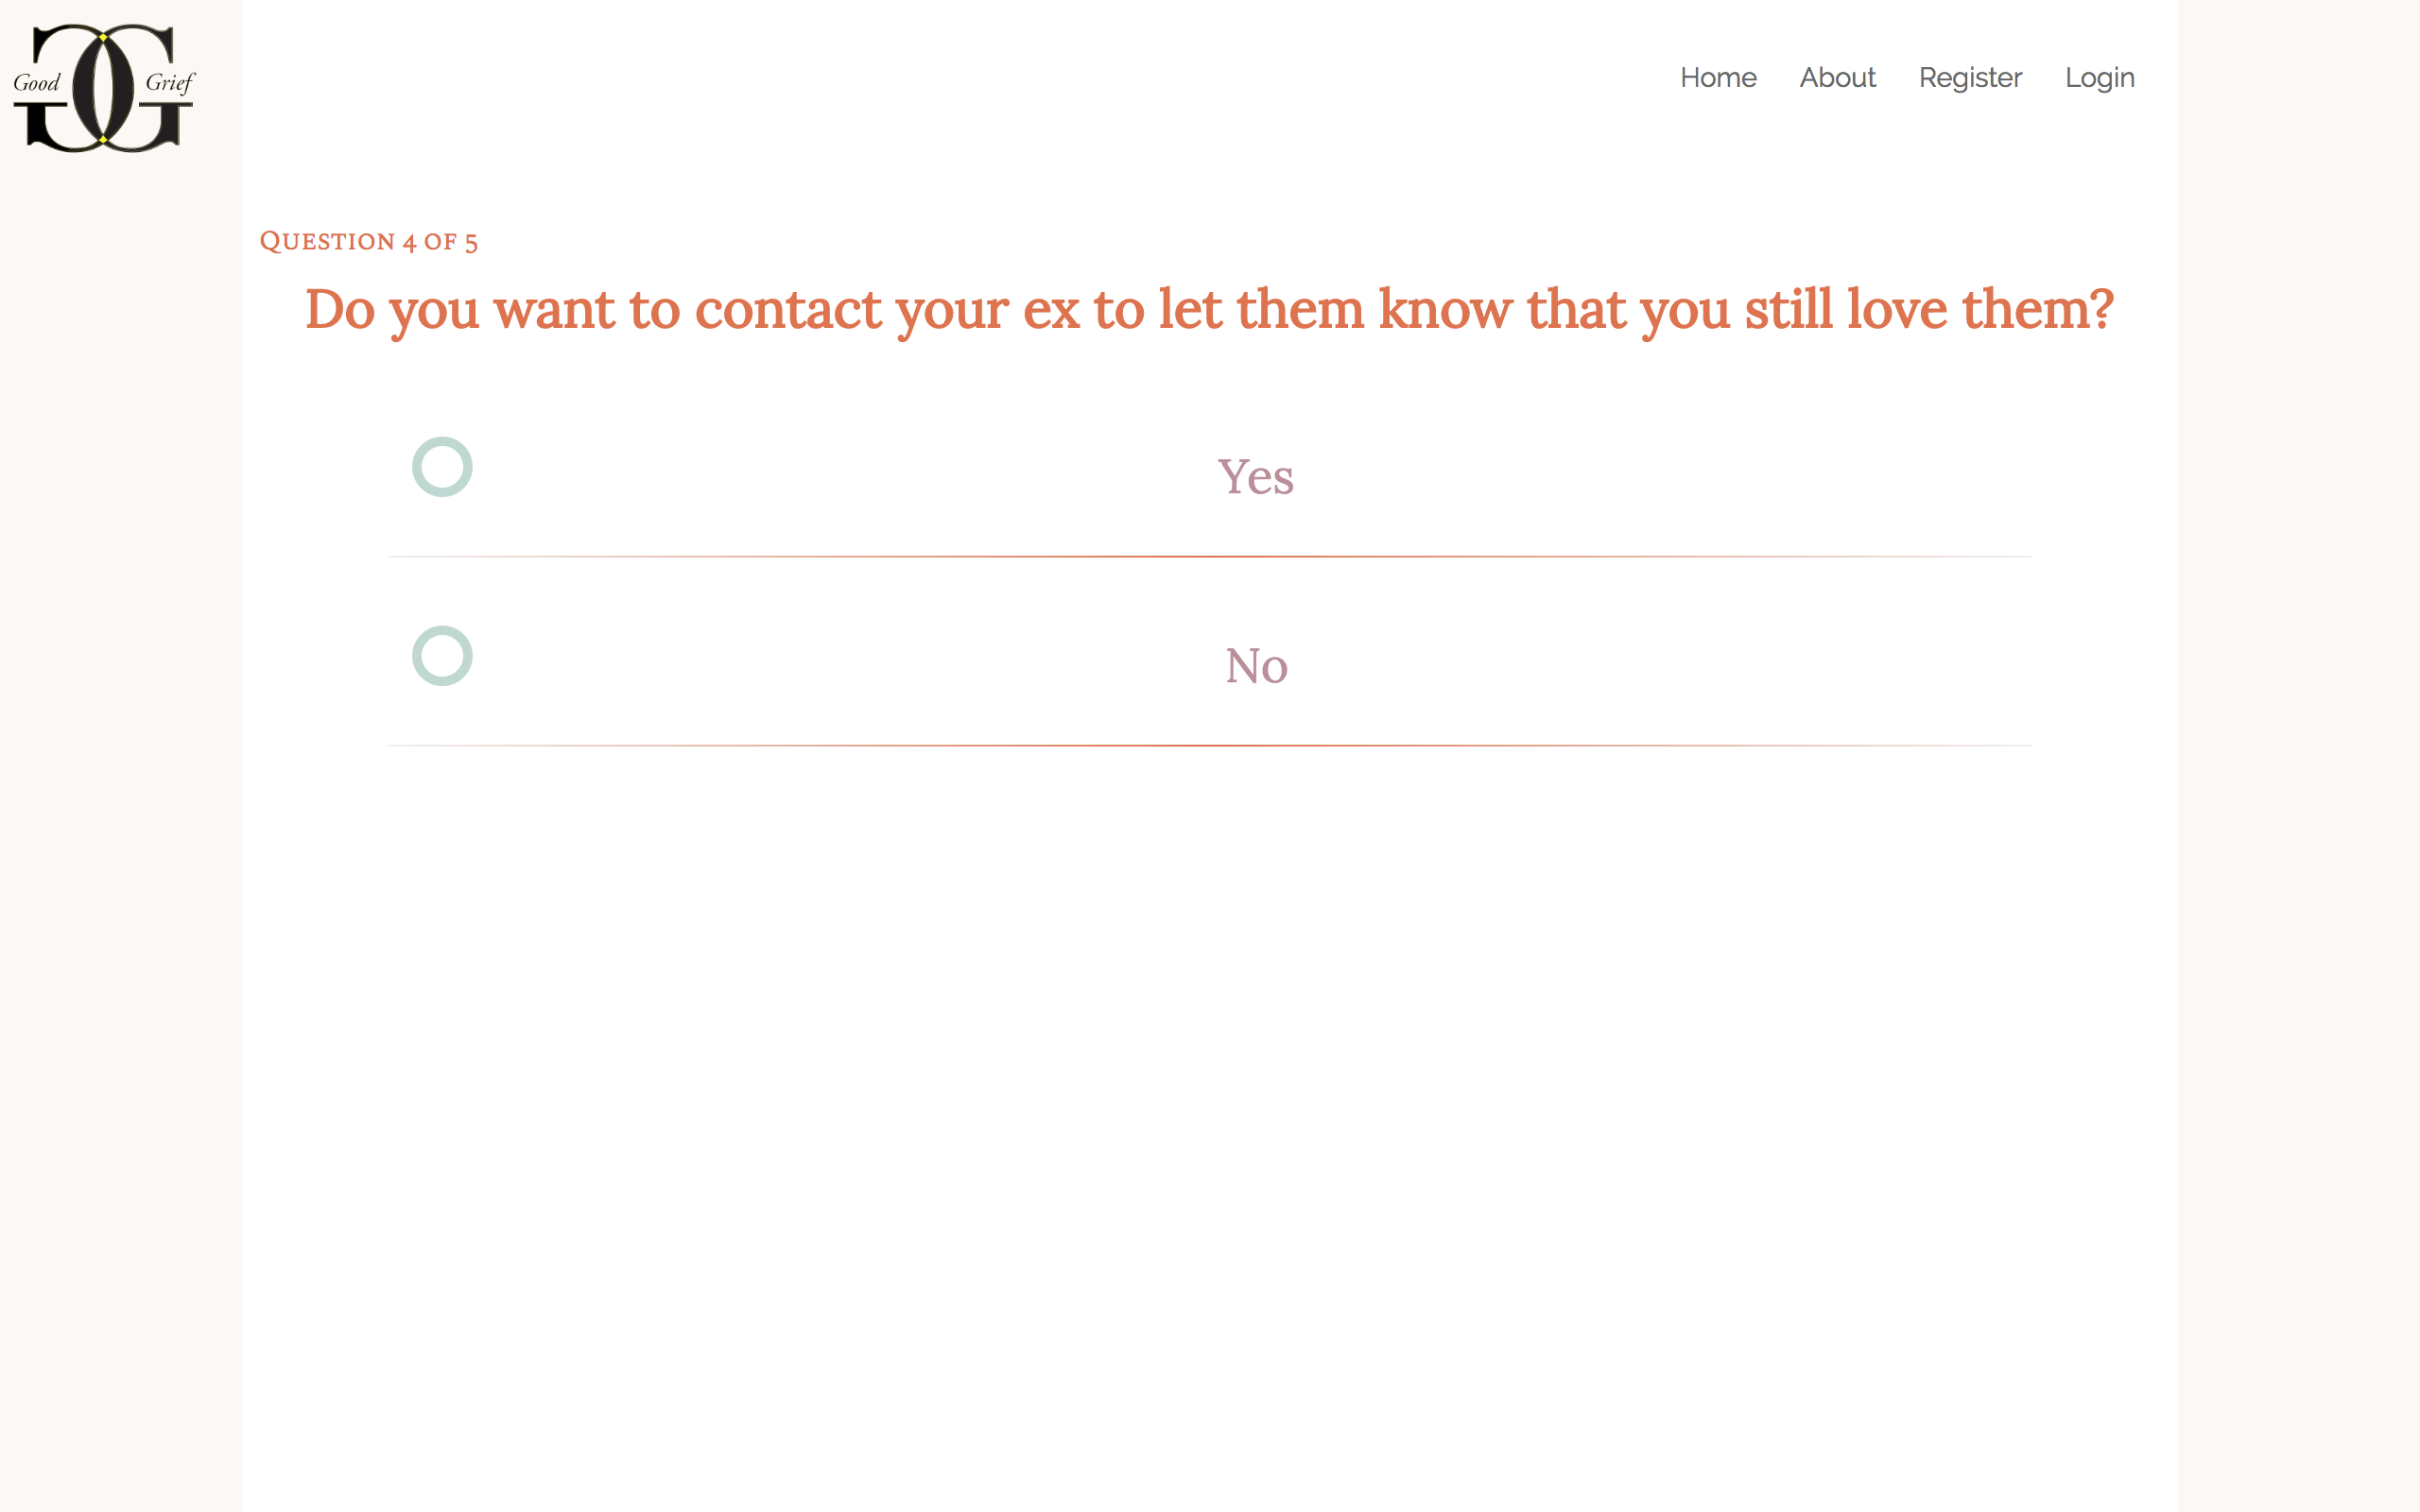 Good Grief
Home About Register Login
Question 4 of 5
Do you want to contact your ex to let them know that you still love them?
Yes
No